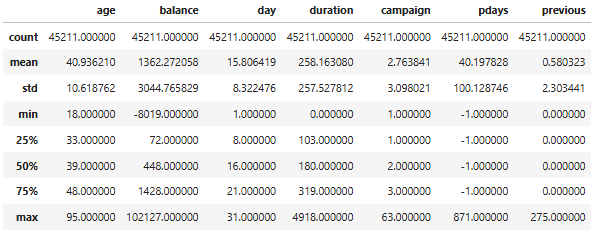 age balance day duration campaign pdays previous
count 45211.000000 45211.000000 45211.000000 45211.000000 45211.000000 45211.000000 45211.000000
mean 40.936210 1362.272058 15.806419 258.163080 2.763841 40.197828 0.580323
std 10.618762 3044.765829 8.322476 257.527812 3.098021 100.128746 2.303441
min 18.000000 -8019.000000 1.000000 0.000000 1.000000 -1.000000 0.000000
25% 33.000000 72.000000 8.000000 103.000000 1.000000 -1.000000 0.000000
50% 39.000000 448.000000 16.000000 180.000000 2.000000 -1.000000 0.000000
75% 48.000000 1428.000000 21.000000 319.000000 3.000000 -1.000000 0.000000
max 95.000000 102127.000000 31.000000 4918.000000 63.000000 871.000000 275.000000